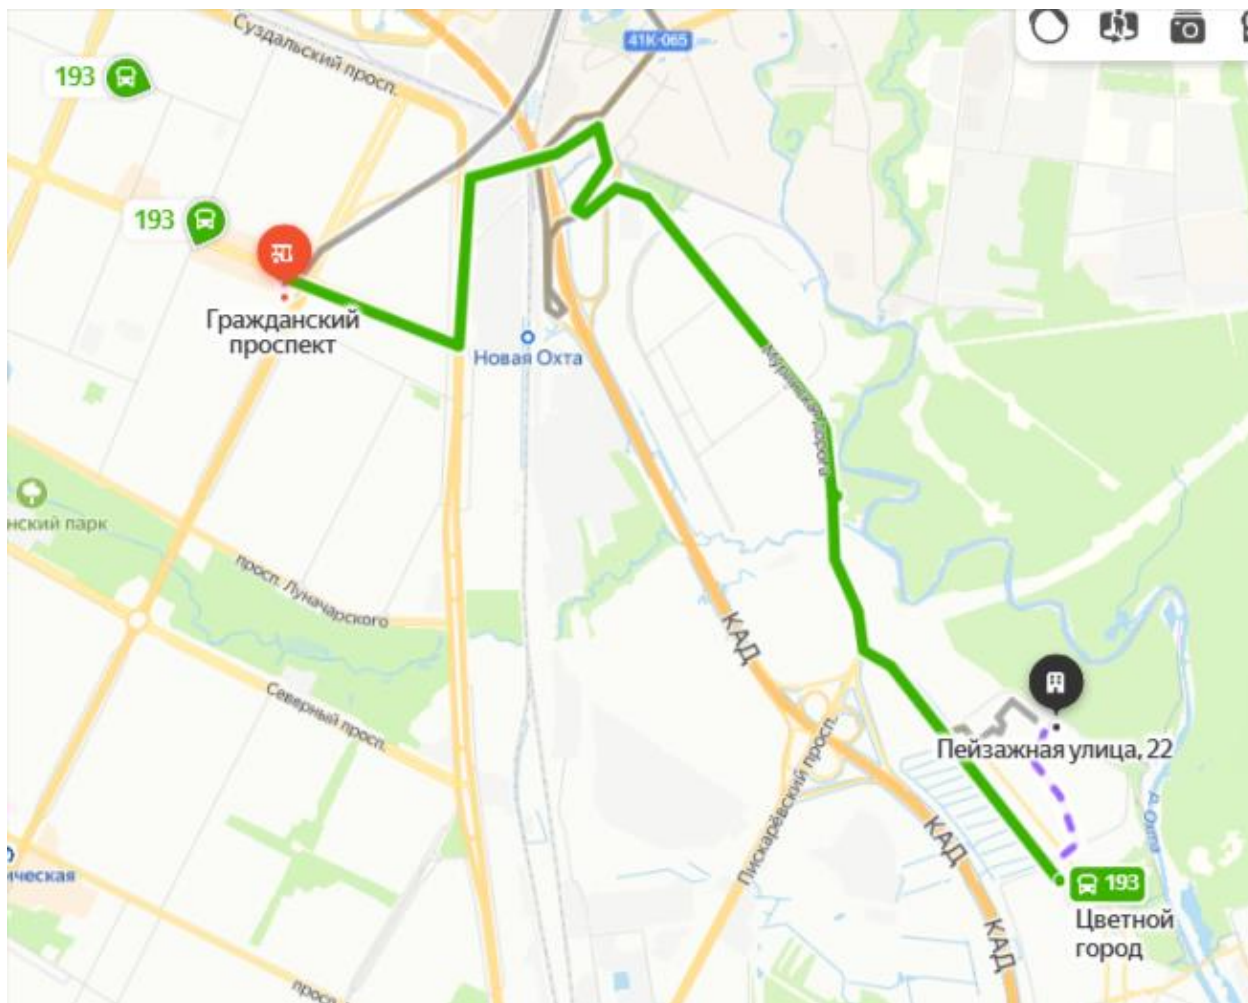 Суздальский просп.
41К-065
193
193
Гражданский
проспект
Новая Охта
Муринская дорога
нский парк
просп. Луначарского
КАД
Северный просп.
Пейзажная улица, 22
Пискарёвский просп.
КАД
р. Охта
ическая
193
Цветной
город
КАД
просп